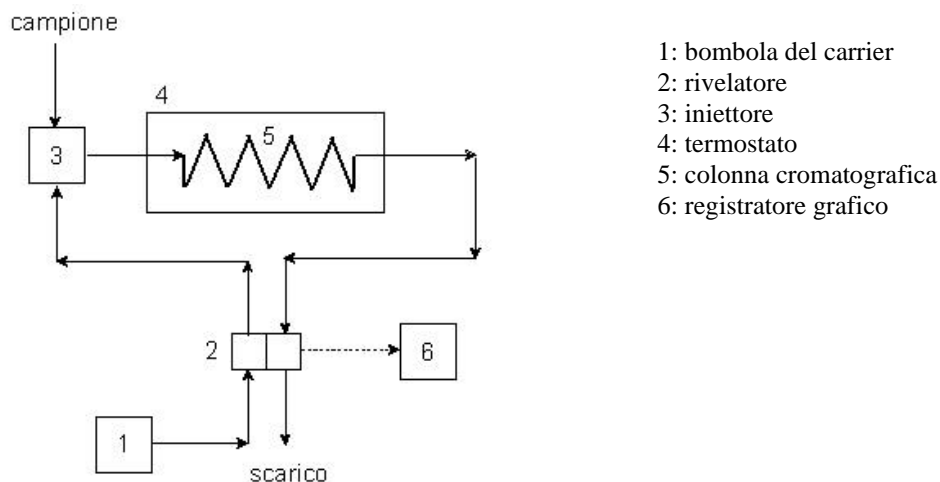 campione
1: bombola del carrier
2: rivelatore
3: iniettore
4: termostato
5: colonna cromatografica
6: registratore grafico
4
5
3
2
6
1
scarico